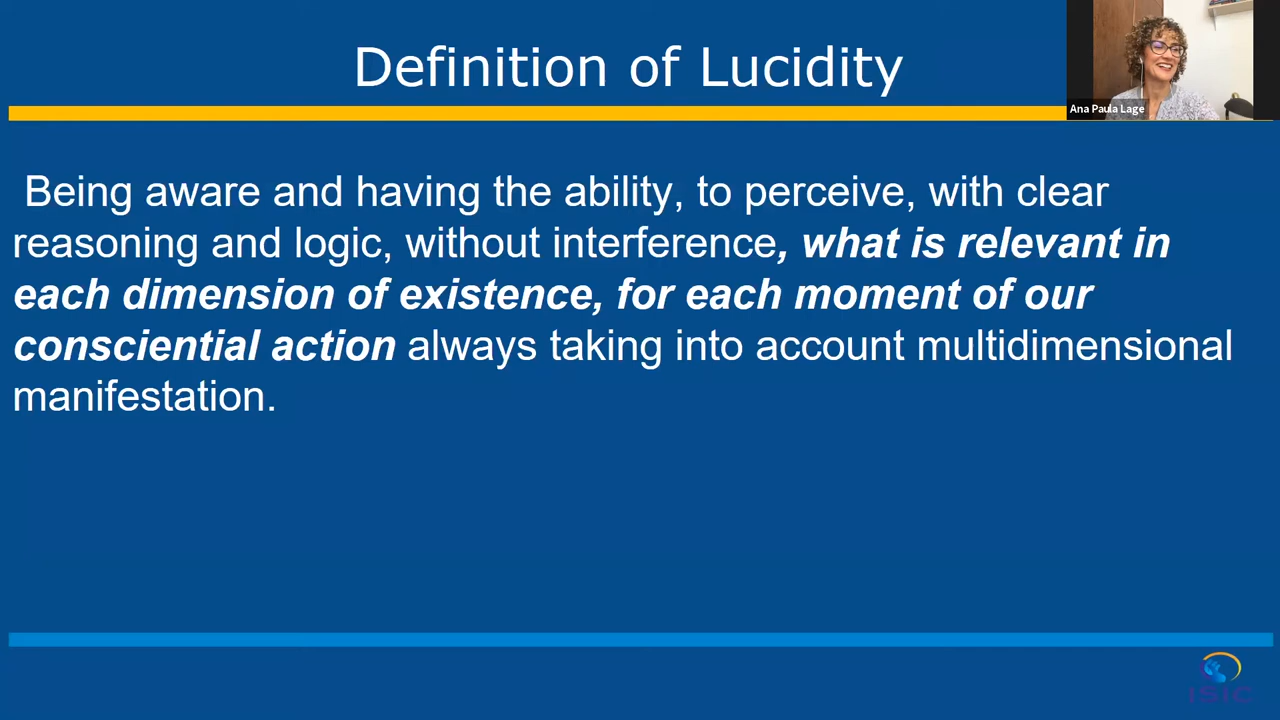 Definition of Lucidity
Ana Paula Lage
Being aware and having the ability, to perceive, with clear
reasoning and logic, without interference, what is relevant in
each dimension of existence, for each moment of our
consciential action always taking into account multidimensional
manifestation.
ISIC